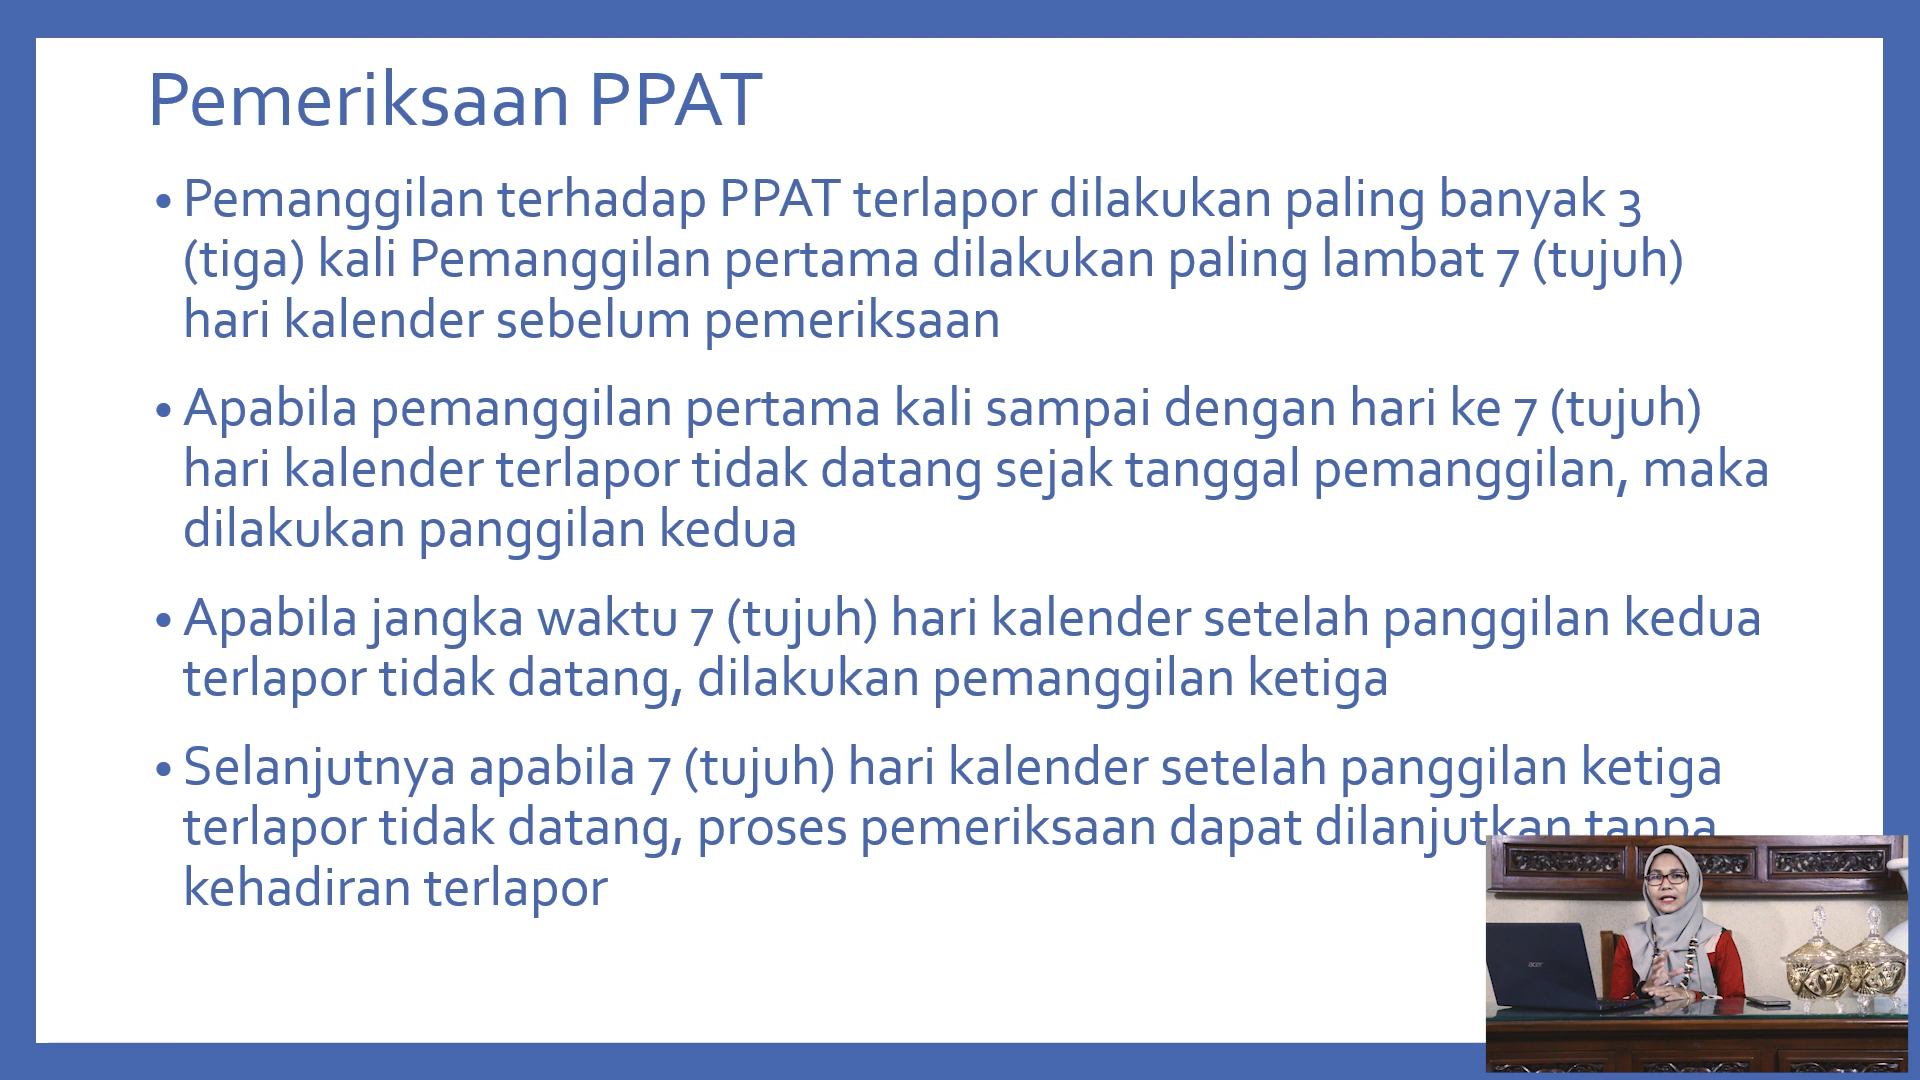 Pemeriksaan PPAT
• Pemanggilan terhadap PPAT terlapor dilakukan paling banyak 3
(tiga) kali Pemanggilan pertama dilakukan paling lambat 7 (tujuh)
hari kalender sebelum pemeriksaan
• Apabila pemanggilan pertama kali sampai dengan hari ke 7 (tujuh)
hari kalender terlapor tidak datang sejak tanggal pemanggilan, maka
dilakukan panggilan kedua
• Apabila jangka waktu 7 (tujuh) hari kalender setelah panggilan kedua
terlapor tidak datang, dilakukan pemanggilan ketiga
• Selanjutnya apabila 7 (tujuh) hari kalender setelah panggilan ketiga
terlapor tidak datang, proses pemeriksaan dapat dilanjutkan tanpa
kehadiran terlapor
acer